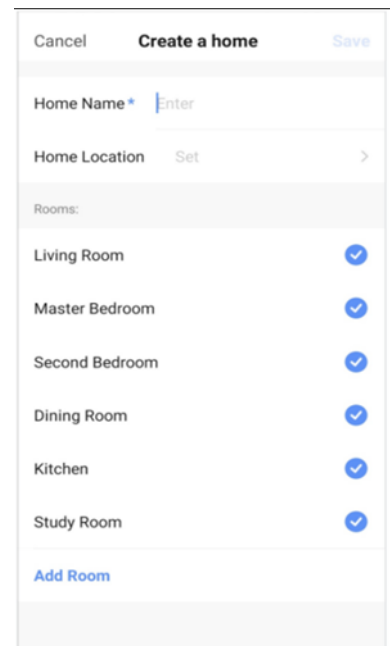 Cancel Create a home Save
Home Name* Enter
Home Location Set
Rooms:
Living Room
Master Bedroom
Second Bedroom
Dining Room
Kitchen
Study Room
Add Room